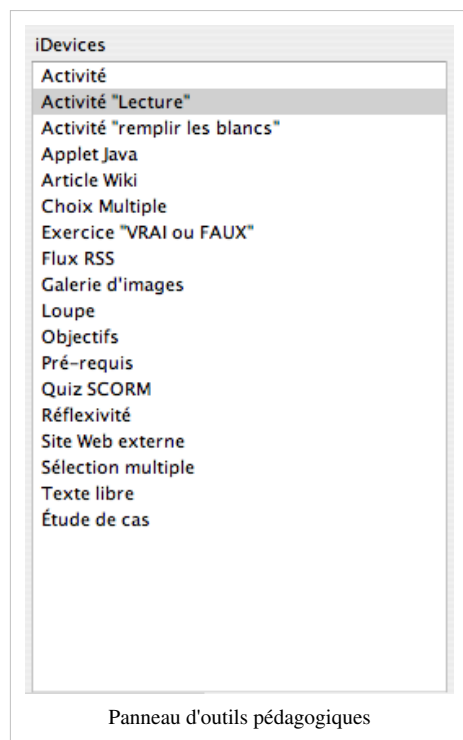 iDevices
Activité
Activité "Lecture"
Activité "remplir les blancs"
Applet Java
Article Wiki
Choix Multiple
Exercice "VRAI ou FAUX"
Flux RSS
Galerie d'images
Loupe
Objectifs
Pré-requis
Quiz SCORM
Réflexivité
Site Web externe
Sélection multiple
Texte libre
Étude de cas
Panneau d'outils pédagogiques